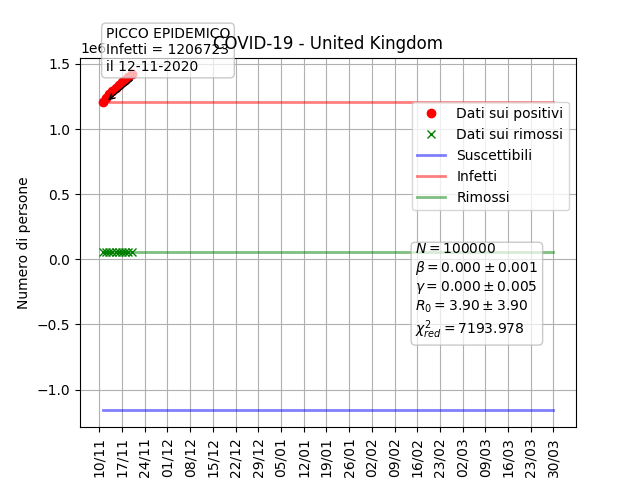 PICCO EPIDEMICO
Infetti = 1206723
il 12-11-2020
COVID-19 - United Kingdom
1e6
1.5
1.0
0.5
0.0
−0.5
−1.0
Numero di persone
Dati sui positivi
Dati sui rimossi
Suscettibili
Infetti
Rimossi
N = 100000
β = 0.000 ± 0.001
γ = 0.000 ± 0.005
R₀ = 3.90 ± 3.90
χ²_red = 7193.978
10/11
17/11
24/11
01/12
08/12
15/12
22/12
29/12
05/01
12/01
19/01
26/01
02/02
09/02
16/02
23/02
02/03
09/03
16/03
23/03
30/03